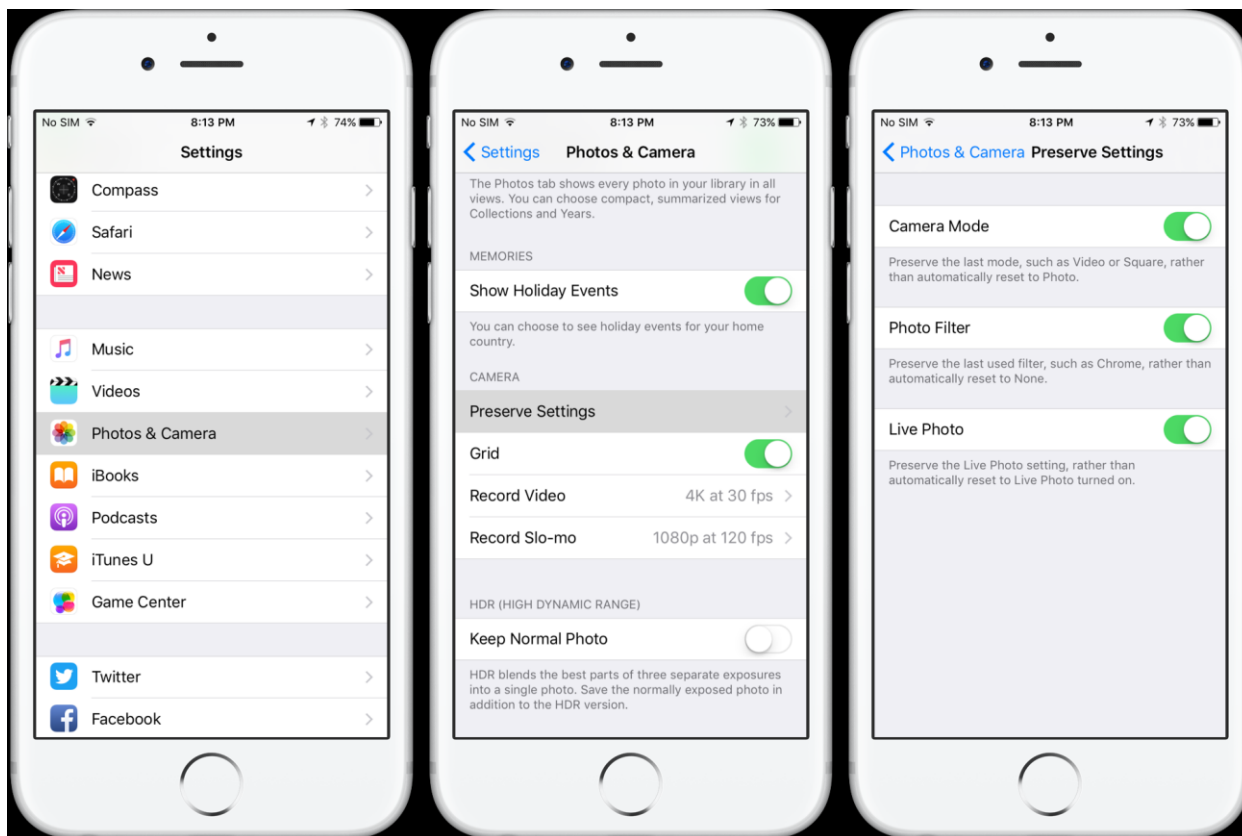 No SIM 8:13 PM 74%
Settings
Compass
Safari
News
Music
Videos
Photos & Camera
iBooks
Podcasts
iTunes U
Game Center
Twitter
Facebook
No SIM 8:13 PM 73%
Settings Photos & Camera
The Photos tab shows every photo in your library in all
views. You can choose compact, summarized views for
Collections and Years.
MEMORIES
Show Holiday Events
You can choose to see holiday events for your home
country.
CAMERA
Preserve Settings
Grid
Record Video 4K at 30 fps
Record Slo-mo 1080p at 120 fps
HDR (HIGH DYNAMIC RANGE)
Keep Normal Photo
HDR blends the best parts of three separate exposures
into a single photo. Save the normally exposed photo in
addition to the HDR version.
No SIM 8:13 PM 73%
Photos & Camera Preserve Settings
Camera Mode
Preserve the last mode, such as Video or Square, rather
than automatically reset to Photo.
Photo Filter
Preserve the last used filter, such as Chrome, rather than
automatically reset to None.
Live Photo
Preserve the Live Photo setting, rather than
automatically reset to Live Photo turned on.